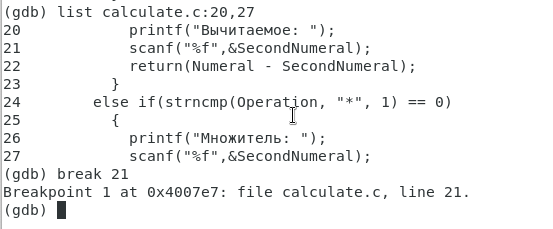 (gdb) list calculate.c:20,27
20            printf("Вычитаемое: ");
21            scanf("%f",&SecondNumeral);
22            return(Numeral - SecondNumeral);
23          }
24        else if(strncmp(Operation, "*", 1) == 0)
25          {
26            printf("Множитель: ");
27            scanf("%f",&SecondNumeral);
(gdb) break 21
Breakpoint 1 at 0x4007e7: file calculate.c, line 21.
(gdb)